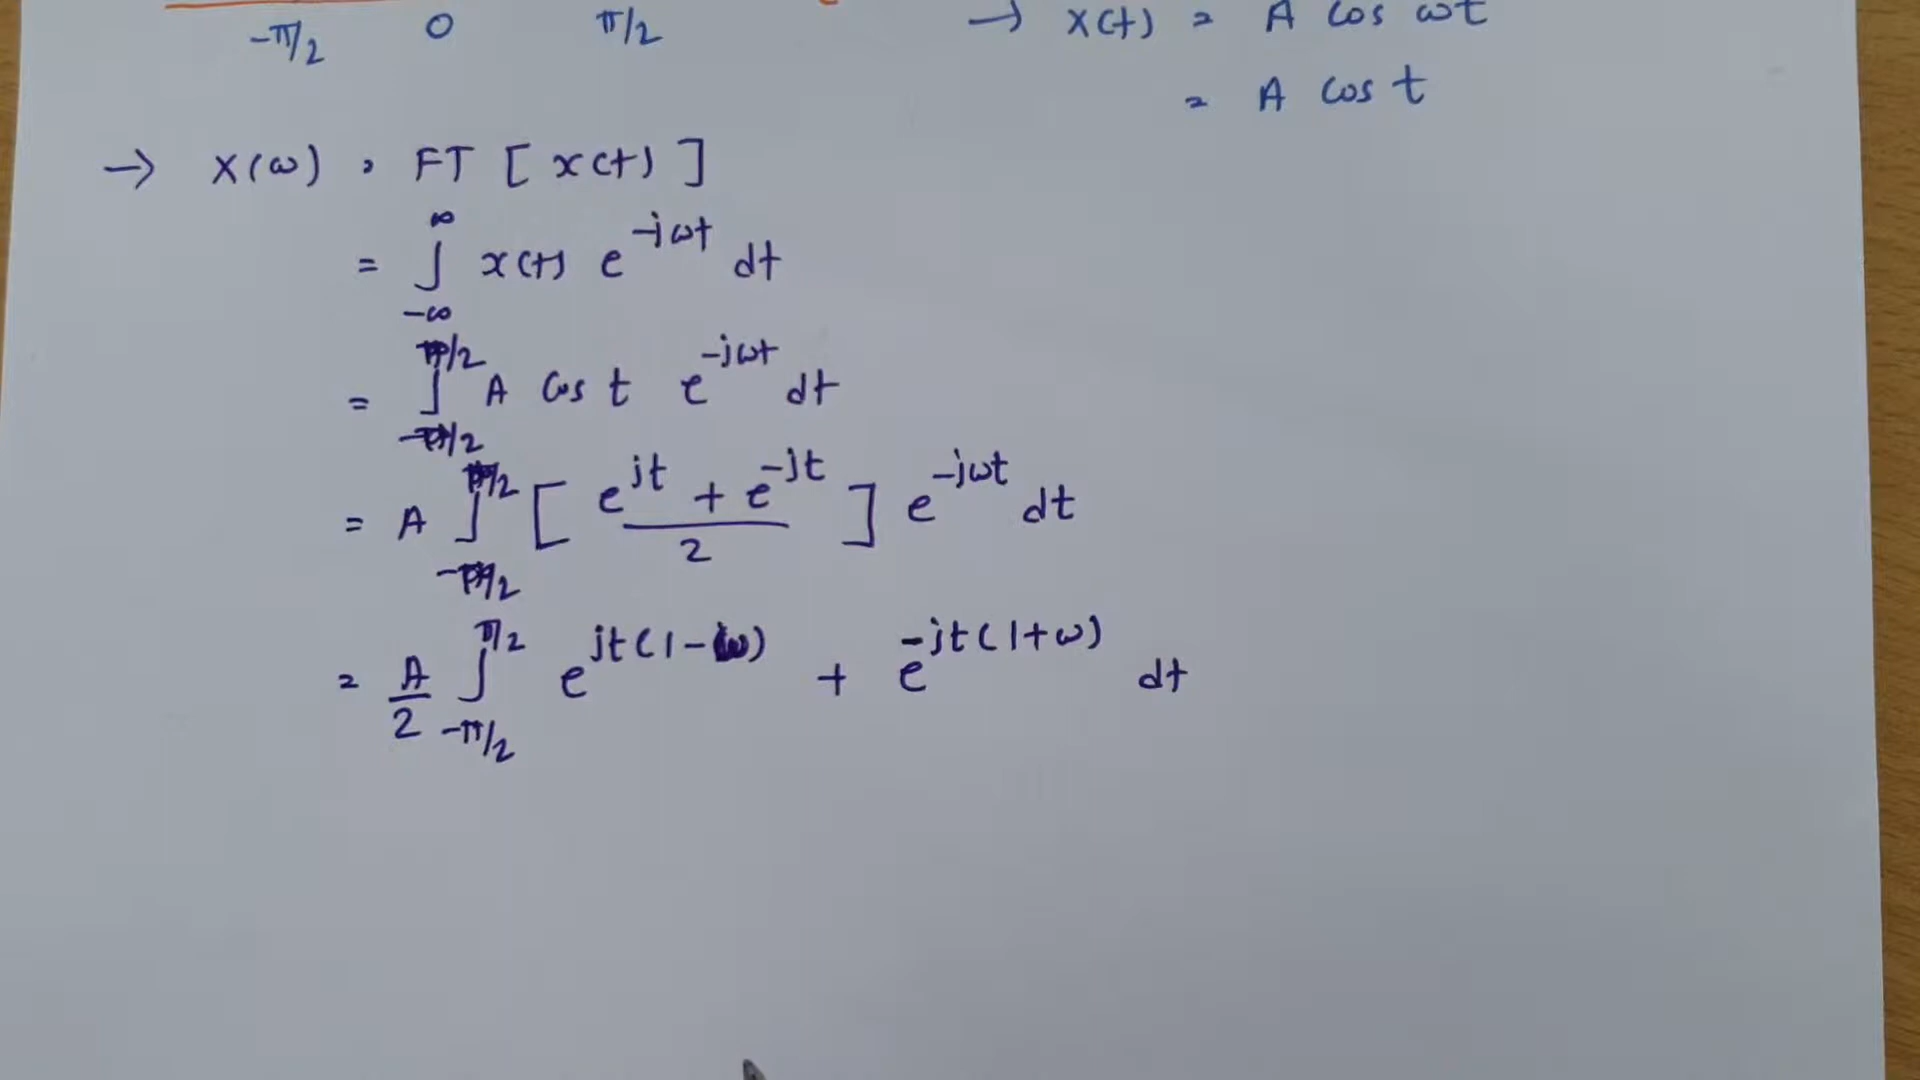 -π/2 0 π/2 → x(t) = A cos ωt
= A cos t
→ X(ω) = FT [ x(t) ]
= ∫_{-∞}^{∞} x(t) e^{-jωt} dt
= ∫_{-π/2}^{π/2} A cos t e^{-jωt} dt
= A ∫_{-π/2}^{π/2} [ (e^{jt} + e^{-jt})/2 ] e^{-jωt} dt
= A/2 ∫_{-π/2}^{π/2} e^{jt(1-ω)} + e^{-jt(1+ω)} dt